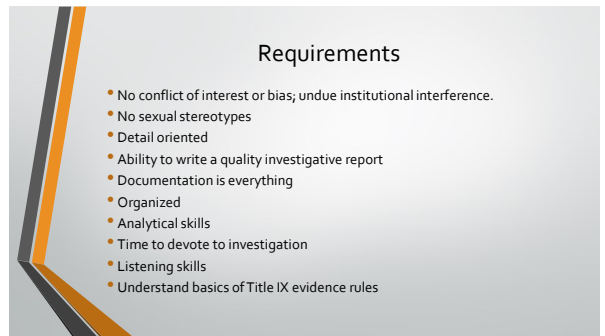 Requirements
• No conflict of interest or bias; undue institutional interference.
• No sexual stereotypes
• Detail oriented
• Ability to write a quality investigative report
• Documentation is everything
• Organized
• Analytical skills
• Time to devote to investigation
• Listening skills
• Understand basics of Title IX evidence rules